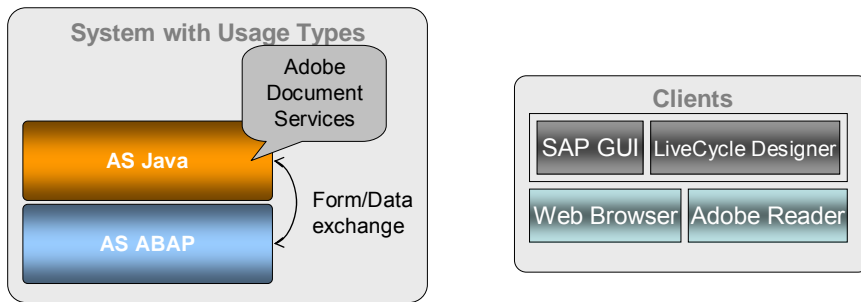 System with Usage Types
Adobe
Document
Services
AS Java
Form/Data
exchange
AS ABAP
Clients
SAP GUI
LiveCycle Designer
Web Browser
Adobe Reader